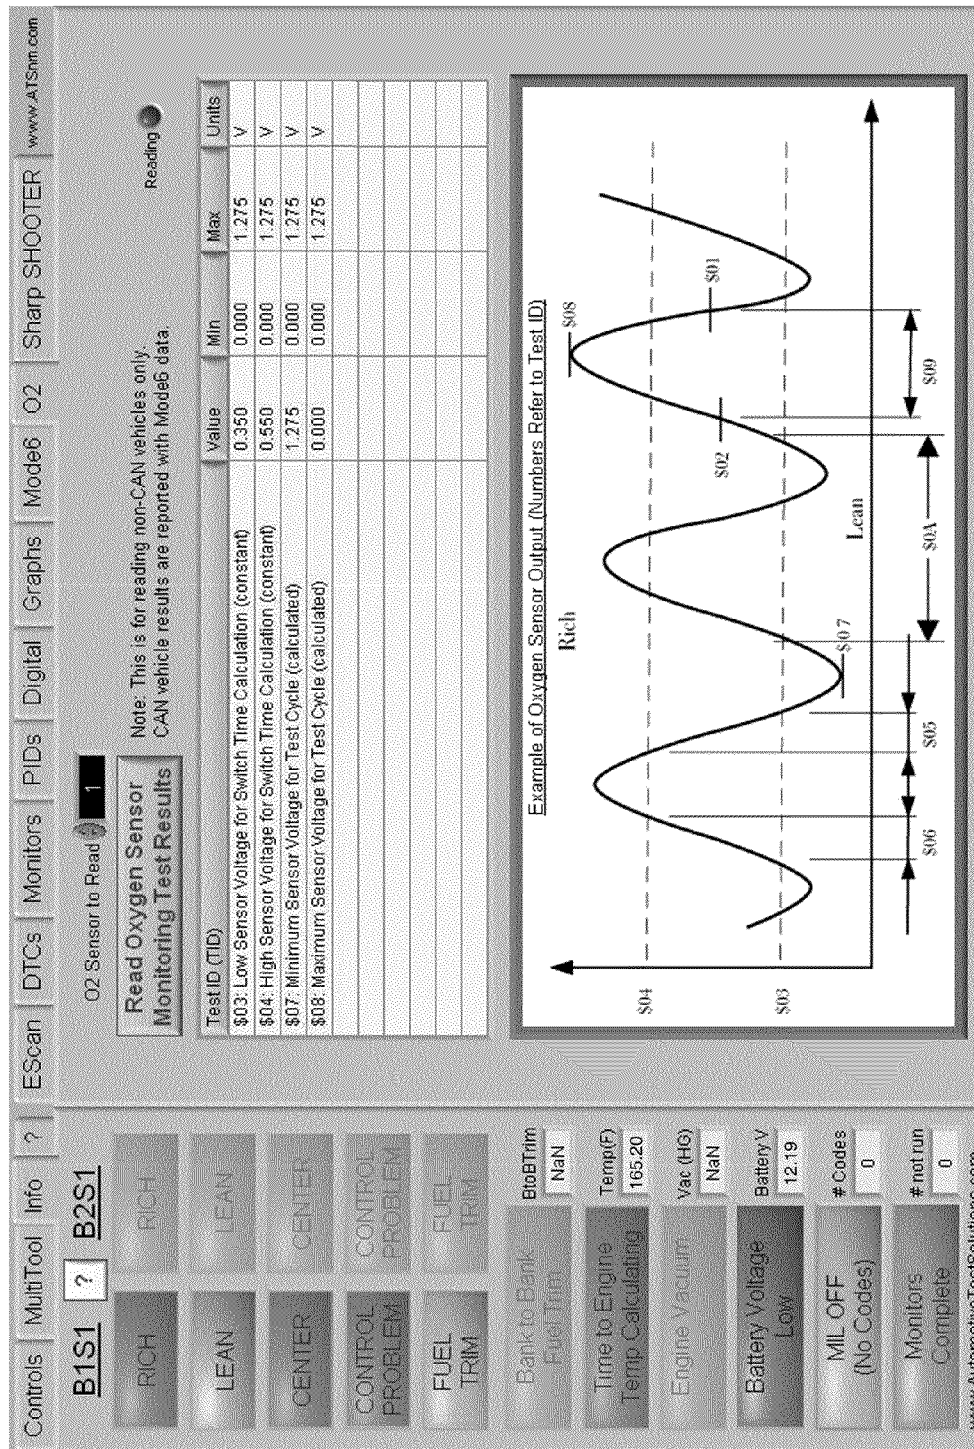 Controls MultiTool Info ? EScan DTCs Monitors PIDs Digital Graphs Mode6 O2 Sharp SHOOTER www.ATSnm.com
B1S1 ? B2S1
RICH RICH
LEAN LEAN
CENTER CENTER
CONTROL PROBLEM CONTROL PROBLEM
FUEL TRIM FUEL TRIM
Bank to Bank Fuel Trim
BtoBTrim
NaN
Time to Engine Temp Calculating
Temp(F)
165.20
Engine Vacuum
Vac (HG)
NaN
Battery Voltage Low
Battery V
12.19
MIL OFF (No Codes)
# Codes
0
Monitors Complete
# not run
0
www.AutomotiveTestSolutions.com
O2 Sensor to Read 1
Read Oxygen Sensor
Monitoring Test Results
Note: This is for reading non-CAN vehicles only.
CAN vehicle results are reported with Mode6 data
Reading
Test ID (TID) Value Min Max Units
$03: Low Sensor Voltage for Switch Time Calculation (constant) 0.350 0.000 1.275 V
$04: High Sensor Voltage for Switch Time Calculation (constant) 0.550 0.000 1.275 V
$07: Minimum Sensor Voltage for Test Cycle (calculated) 1.275 0.000 1.275 V
$08: Maximum Sensor Voltage for Test Cycle (calculated) 0.000 0.000 1.275 V
Example of Oxygen Sensor Output (Numbers Refer to Test ID)
Rich
$08
$04
$02
$01
$03
$07
Lean
$06
$05
$0A
$09